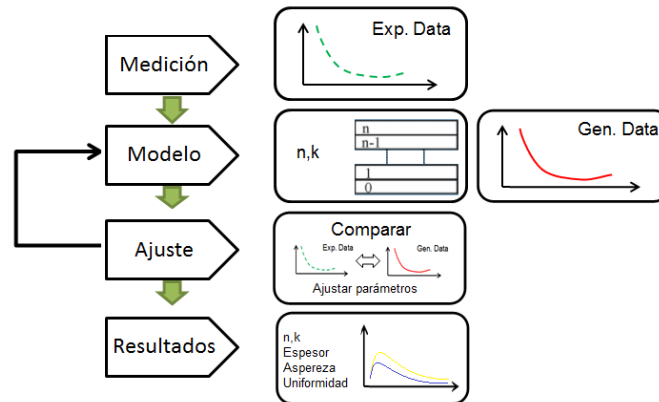 Medición
Exp. Data
Modelo
n,k
n
n-1
1
0
Gen. Data
Ajuste
Comparar
Exp. Data
Gen. Data
Ajustar parámetros
Resultados
n,k
Espesor
Aspereza
Uniformidad